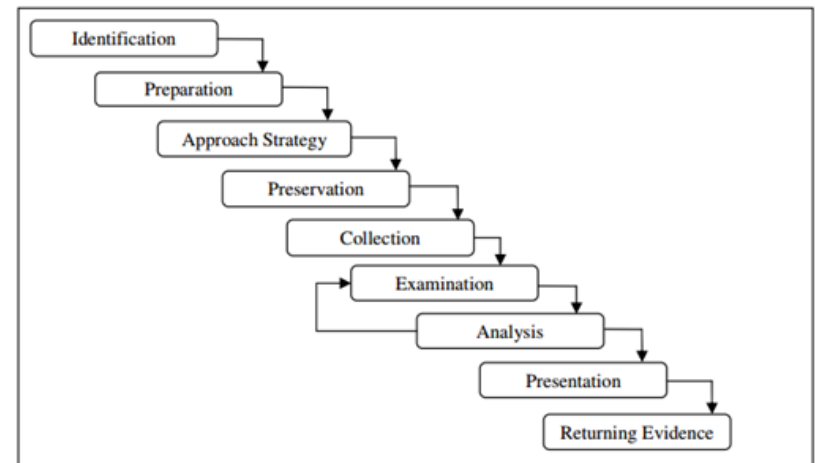 Identification
Preparation
Approach Strategy
Preservation
Collection
Examination
Analysis
Presentation
Returning Evidence